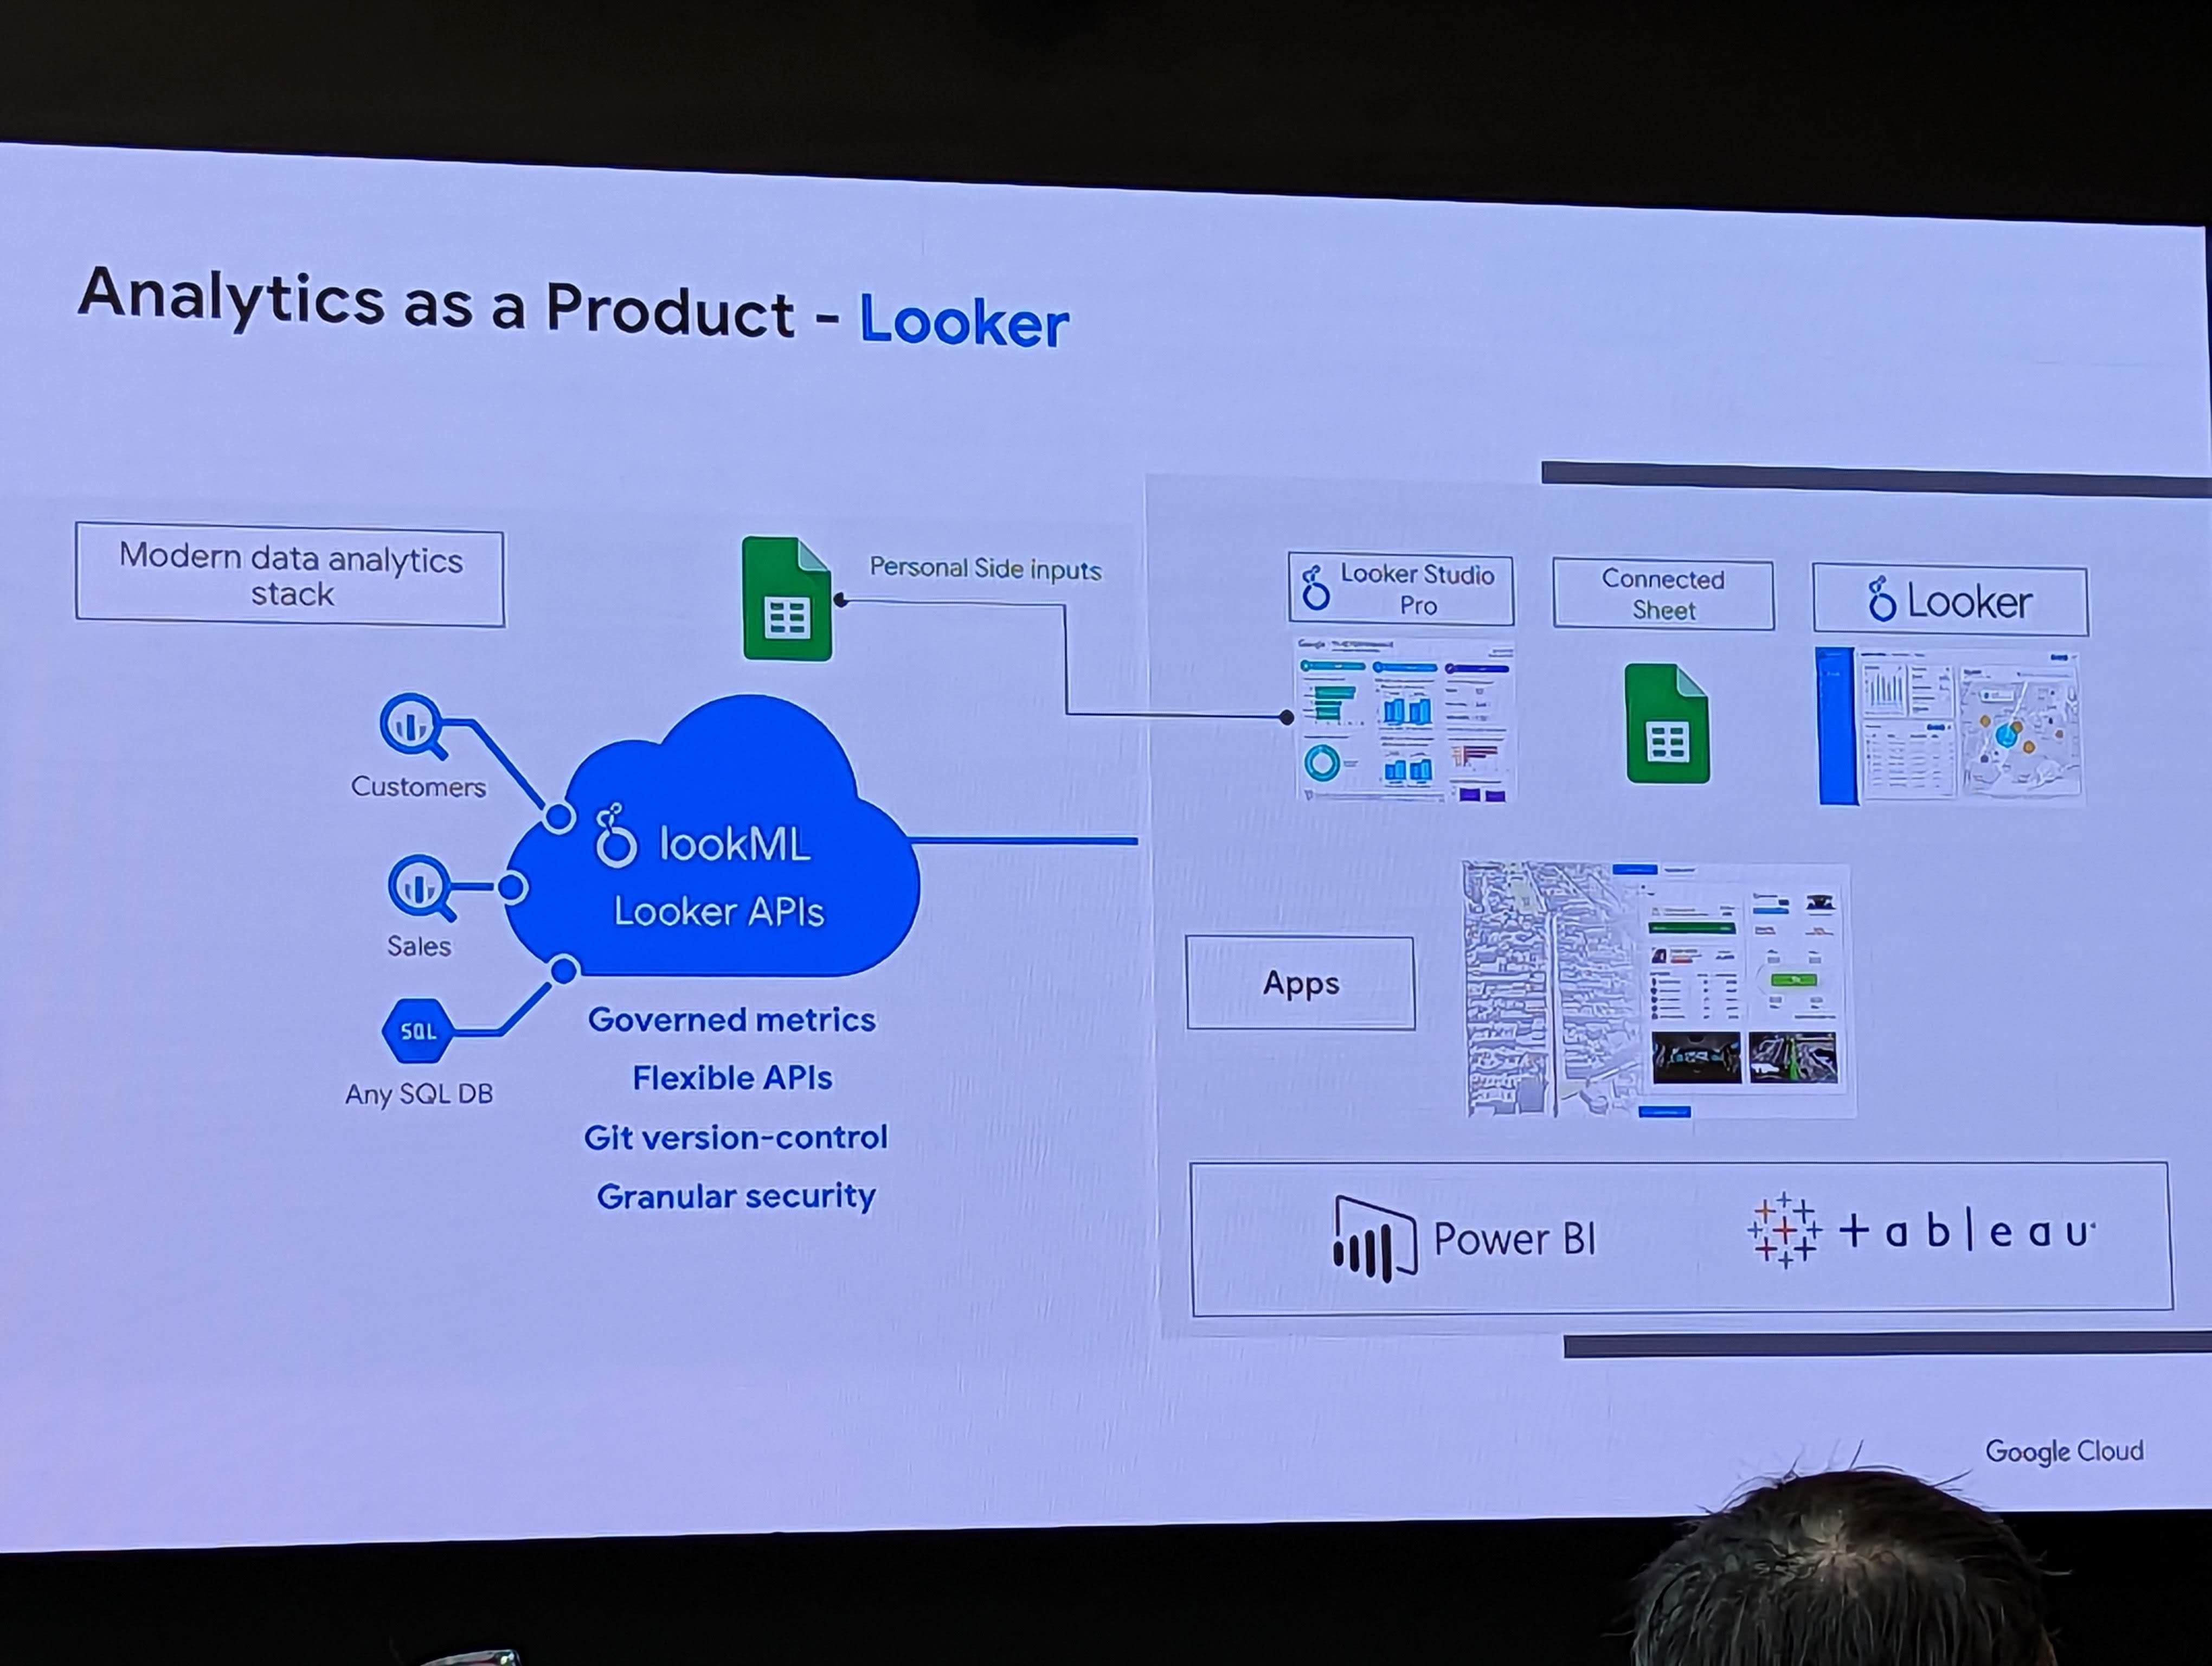 Analytics as a Product - Looker
Modern data analytics
stack
Personal Side inputs
Looker Studio
Pro
Connected
Sheet
Looker
Customers
lookML
Looker APIs
Sales
SQL
Any SQL DB
Governed metrics
Flexible APIs
Git version-control
Granular security
Apps
Power BI
+ableau
Google Cloud